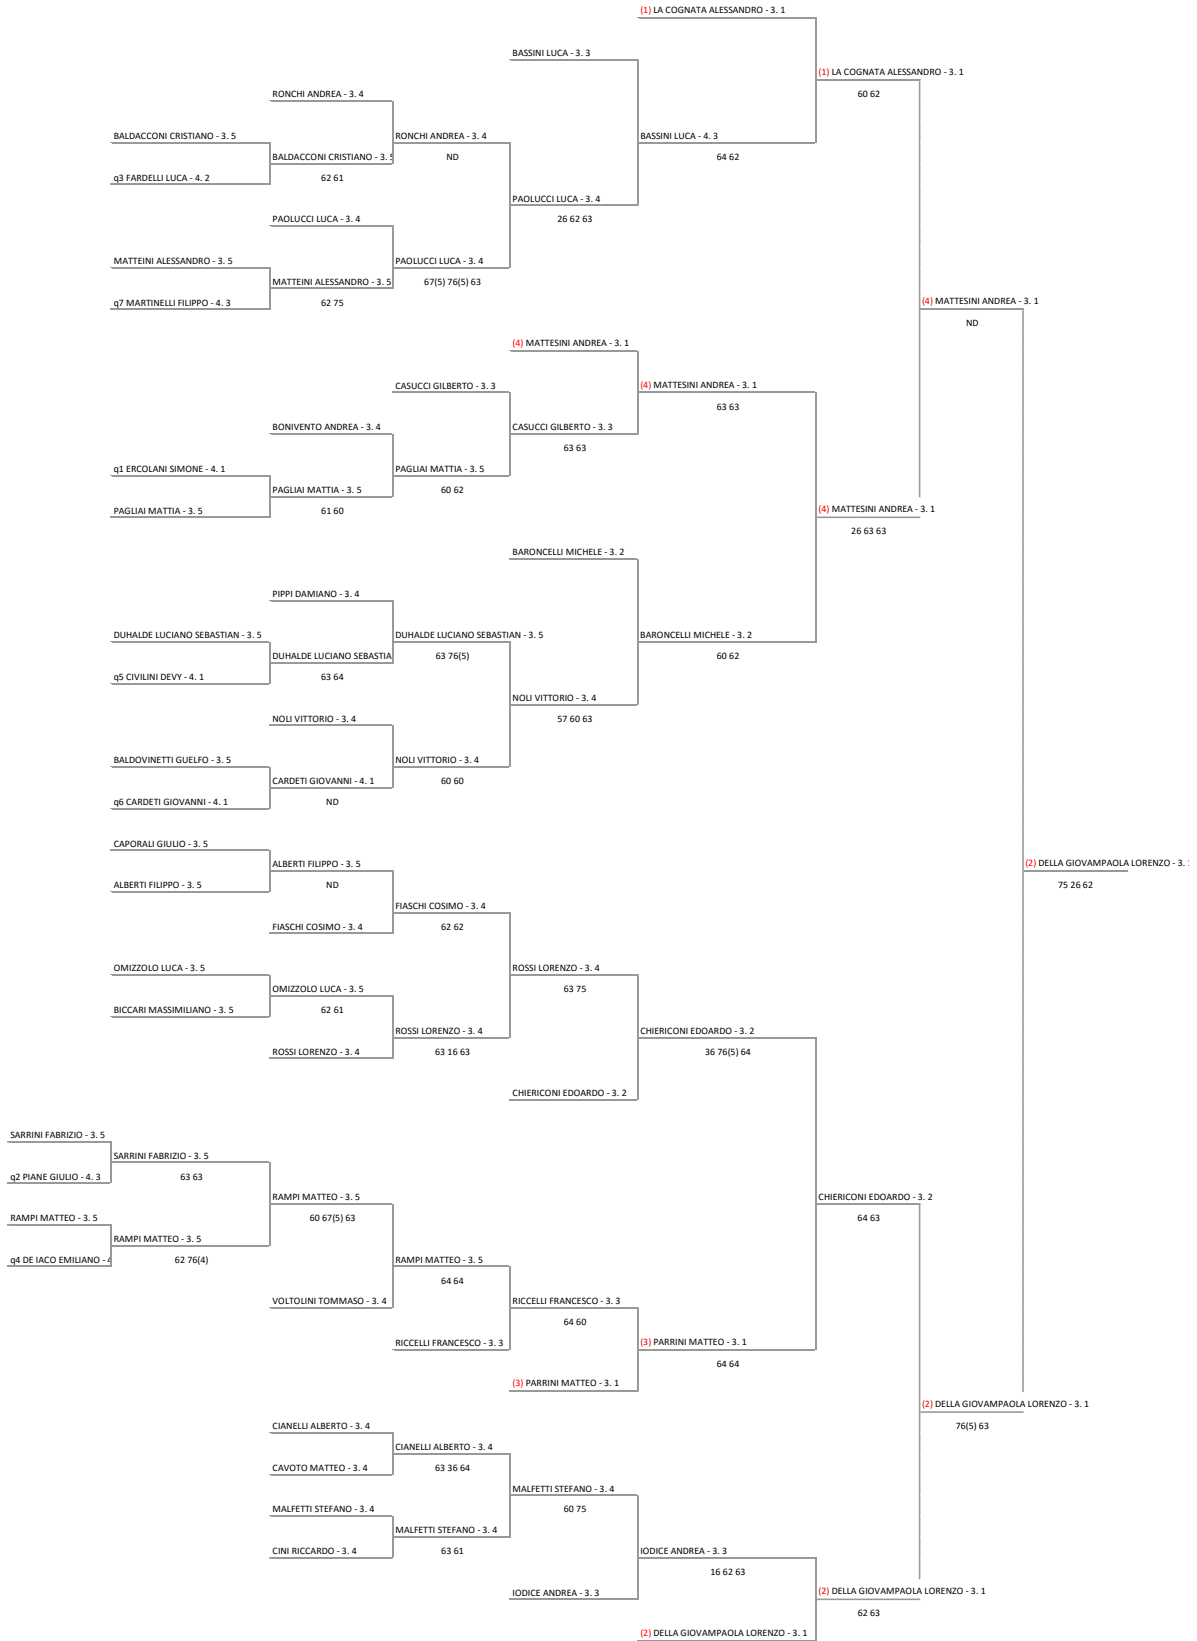 (1) LA COGNATA ALESSANDRO - 3. 1
BASSINI LUCA - 3. 3
(1) LA COGNATA ALESSANDRO - 3. 1
60 62
RONCHI ANDREA - 3. 4
BALDACCONI CRISTIANO - 3. 5
RONCHI ANDREA - 3. 4
BASSINI LUCA - 4. 3
BALDACCONI CRISTIANO - 3. 5
ND
64 62
q3 FARDELLI LUCA - 4. 2
62 61
PAOLUCCI LUCA - 3. 4
PAOLUCCI LUCA - 3. 4
26 62 63
MATTEINI ALESSANDRO - 3. 5
PAOLUCCI LUCA - 3. 4
MATTEINI ALESSANDRO - 3. 5
67(5) 76(5) 63
q7 MARTINELLI FILIPPO - 4. 3
62 75
(4) MATTESINI ANDREA - 3. 1
ND
(4) MATTESINI ANDREA - 3. 1
CASUCCI GILBERTO - 3. 3
(4) MATTESINI ANDREA - 3. 1
63 63
BONIVENTO ANDREA - 3. 4
CASUCCI GILBERTO - 3. 3
63 63
q1 ERCOLANI SIMONE - 4. 1
PAGLIAI MATTIA - 3. 5
PAGLIAI MATTIA - 3. 5
60 62
PAGLIAI MATTIA - 3. 5
61 60
(4) MATTESINI ANDREA - 3. 1
26 63 63
BARONCELLI MICHELE - 3. 2
PIPPI DAMIANO - 3. 4
DUHALDE LUCIANO SEBASTIAN - 3. 5
DUHALDE LUCIANO SEBASTIAN - 3. 5
BARONCELLI MICHELE - 3. 2
DUHALDE LUCIANO SEBASTIA
63 76(5)
60 62
q5 CIVILINI DEVY - 4. 1
63 64
NOLI VITTORIO - 3. 4
NOLI VITTORIO - 3. 4
57 60 63
BALDOVINETTI GUELFO - 3. 5
NOLI VITTORIO - 3. 4
CARDETI GIOVANNI - 4. 1
60 60
q6 CARDETI GIOVANNI - 4. 1
ND
CAPORALI GIULIO - 3. 5
ALBERTI FILIPPO - 3. 5
(2) DELLA GIOVAMPAOLA LORENZO - 3.
ALBERTI FILIPPO - 3. 5
ND
75 26 62
FIASCHI COSIMO - 3. 4
FIASCHI COSIMO - 3. 4
62 62
OMIZZOLO LUCA - 3. 5
ROSSI LORENZO - 3. 4
OMIZZOLO LUCA - 3. 5
63 75
BICCARI MASSIMILIANO - 3. 5
62 61
ROSSI LORENZO - 3. 4
CHIERICONI EDOARDO - 3. 2
ROSSI LORENZO - 3. 4
63 16 63
36 76(5) 64
CHIERICONI EDOARDO - 3. 2
SARRINI FABRIZIO - 3. 5
SARRINI FABRIZIO - 3. 5
q2 PIANE GIULIO - 4. 3
63 63
RAMPI MATTEO - 3. 5
CHIERICONI EDOARDO - 3. 2
RAMPI MATTEO - 3. 5
60 67(5) 63
64 63
RAMPI MATTEO - 3. 5
q4 DE IACO EMILIANO -
62 76(4)
RAMPI MATTEO - 3. 5
64 64
VOLTOLINI TOMMASO - 3. 4
RICCELLI FRANCESCO - 3. 3
64 60
RICCELLI FRANCESCO - 3. 3
(3) PARRINI MATTEO - 3. 1
64 64
(3) PARRINI MATTEO - 3. 1
(2) DELLA GIOVAMPAOLA LORENZO - 3. 1
76(5) 63
CIANELLI ALBERTO - 3. 4
CIANELLI ALBERTO - 3. 4
CAVOTO MATTEO - 3. 4
63 36 64
MALFETTI STEFANO - 3. 4
MALFETTI STEFANO - 3. 4
60 75
MALFETTI STEFANO - 3. 4
CINI RICCARDO - 3. 4
63 61
IODICE ANDREA - 3. 3
16 62 63
IODICE ANDREA - 3. 3
(2) DELLA GIOVAMPAOLA LORENZO - 3. 1
62 63
(2) DELLA GIOVAMPAOLA LORENZO - 3. 1